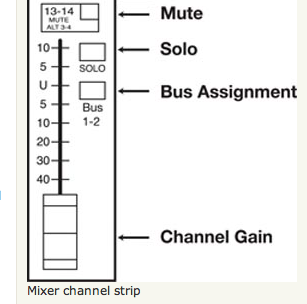 13-14
MUTE
ALT 3-4
Mute
10
Solo
5
SOLO
U
Bus Assignment
5
Bus
10
1-2
20
30
40
Channel Gain
Mixer channel strip